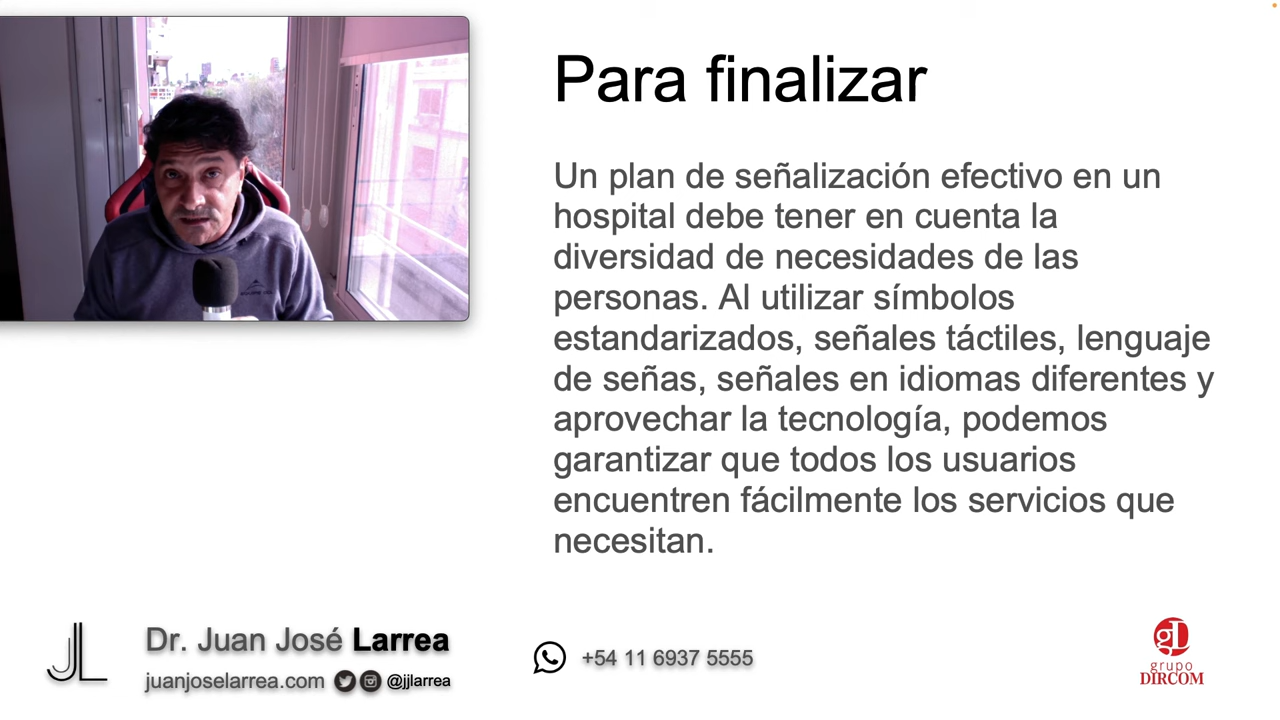 Para finalizar
Un plan de señalización efectivo en un
hospital debe tener en cuenta la
diversidad de necesidades de las
personas. Al utilizar símbolos
estandarizados, señales táctiles, lenguaje
de señas, señales en idiomas diferentes y
aprovechar la tecnología, podemos
garantizar que todos los usuarios
encuentren fácilmente los servicios que
necesitan.
JL
Dr. Juan José Larrea
juanjoselarrea.com @jjlarrea
+54 11 6937 5555
gD
grupo
DIRCOM